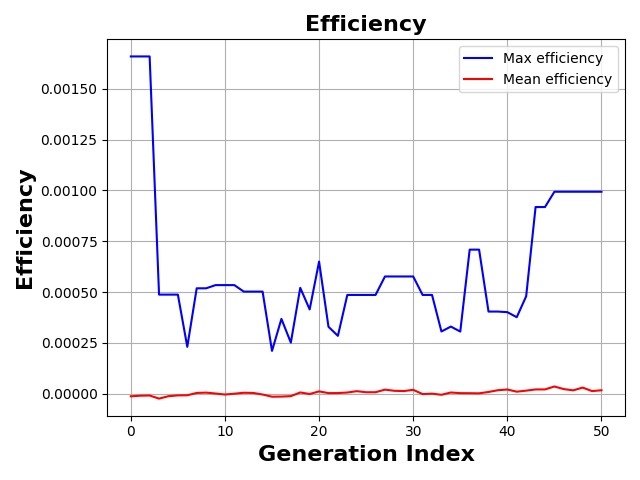 Efficiency
Max efficiency
Mean efficiency
0.00150
0.00125
0.00100
0.00075
0.00050
0.00025
0.00000
Efficiency
0 10 20 30 40 50
Generation Index